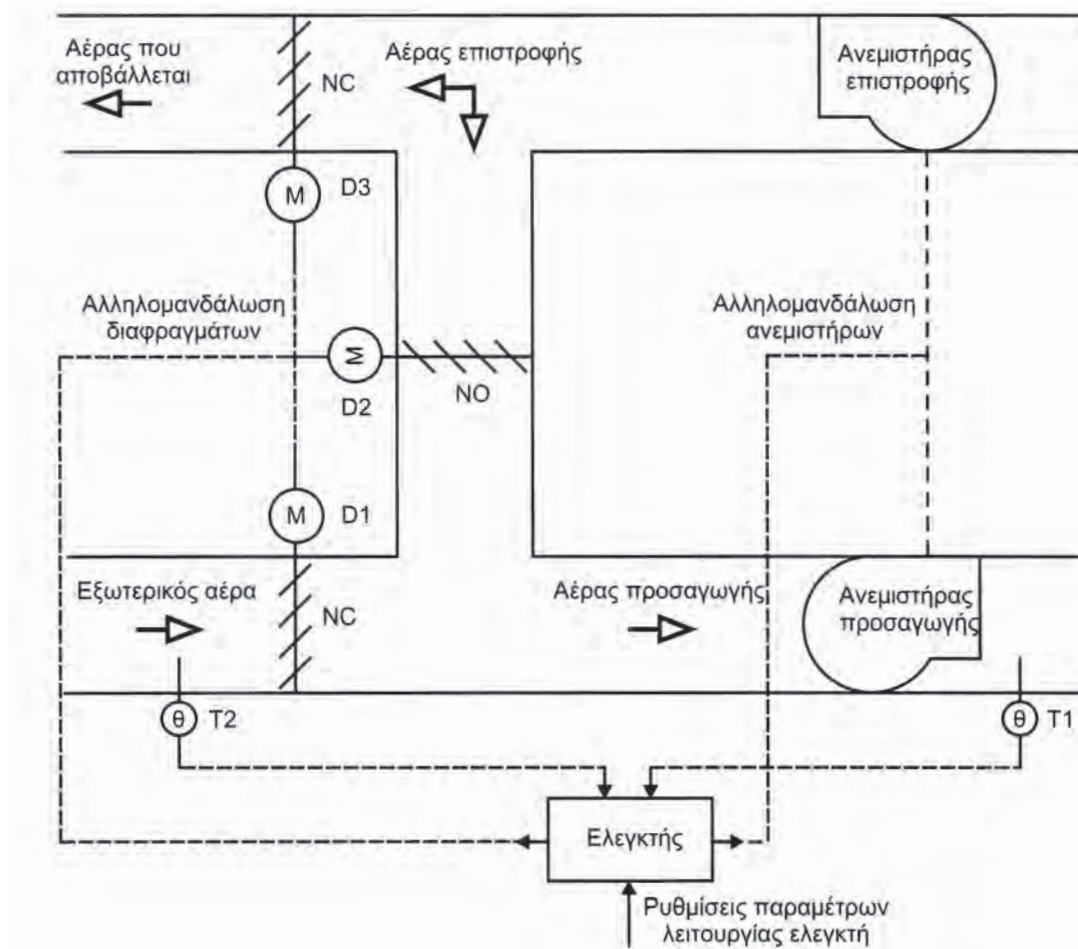 Αέρας που
αποβάλλεται
NC
Αέρας επιστροφής
Ανεμιστήρας
επιστροφής
M
D3
Αλληλομανδάλωση
διαφραγμάτων
Αλληλομανδάλωση
ανεμιστήρων
M
D2
NO
M
D1
Εξωτερικός αέρα
NC
Αέρας προσαγωγής
Ανεμιστήρας
προσαγωγής
θ
T2
θ
T1
Ελεγκτής
Ρυθμίσεις παραμέτρων
λειτουργίας ελεγκτή